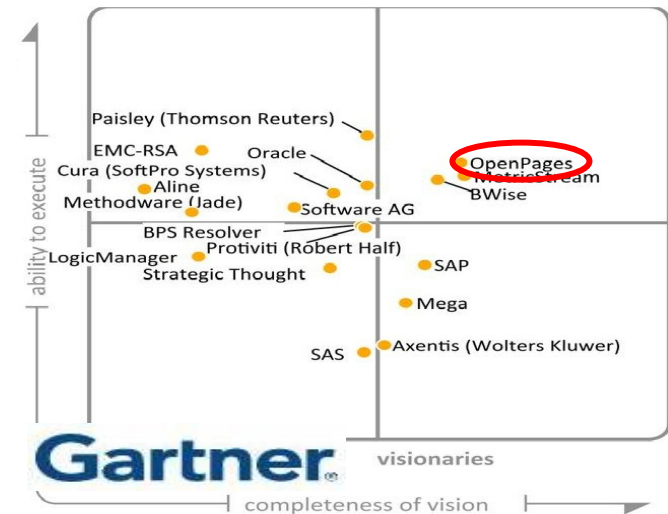 Paisley (Thomson Reuters)
EMC-RSA
Oracle
OpenPages
Cura (SoftPro Systems)
MetricStream
Aline
BWise
Methodware (Jade)
Software AG
BPS Resolver
Protiviti (Robert Half)
LogicManager
SAP
Strategic Thought
Mega
Axentis (Wolters Kluwer)
SAS
ability to execute
Gartner®
visionaries
completeness of vision